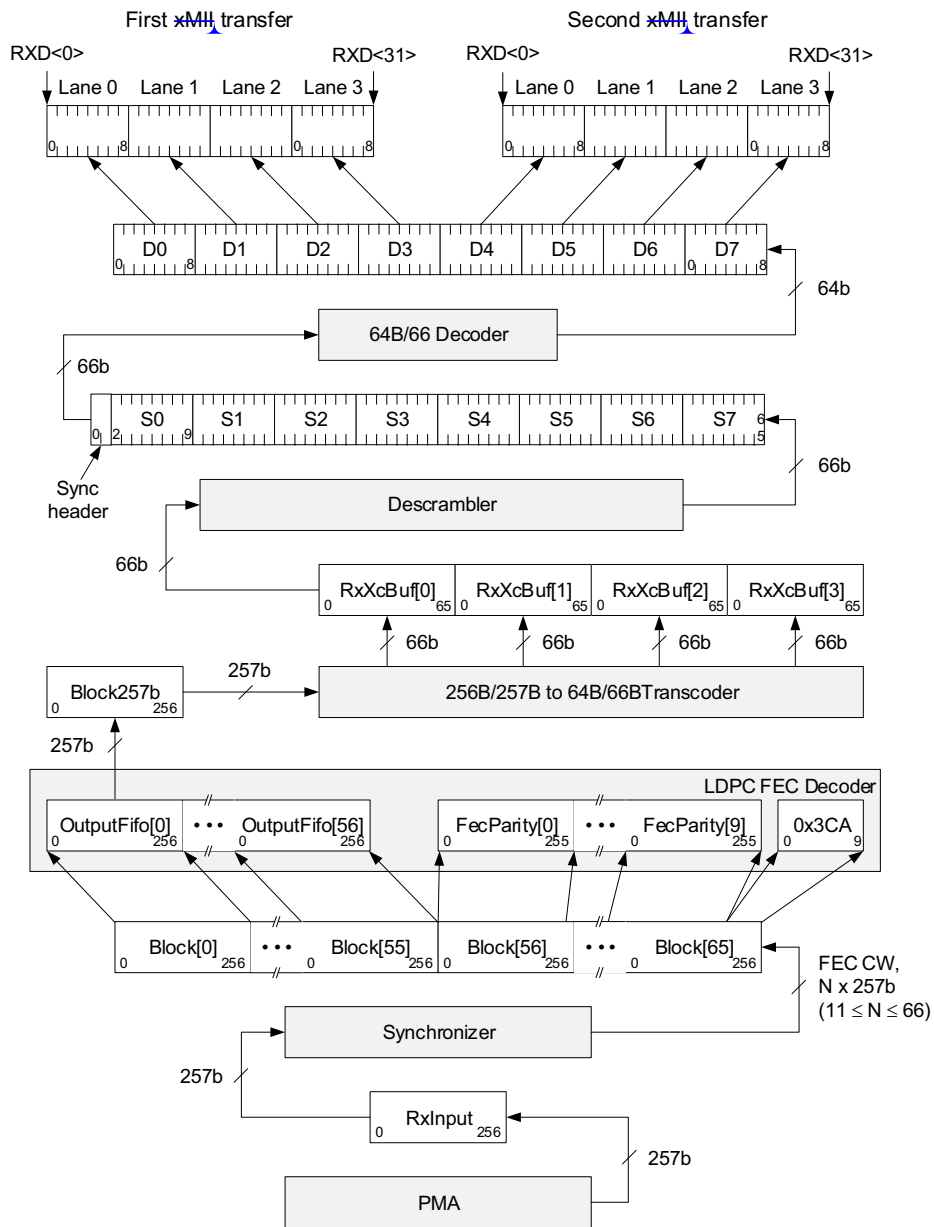 First xMII transfer Second xMII transfer
RXD<0> RXD<31> RXD<0> RXD<31>
Lane 0 Lane 1 Lane 2 Lane 3 Lane 0 Lane 1 Lane 2 Lane 3
0 8 0 8 0 8 0 8
D0 D1 D2 D3 D4 D5 D6 D7
0 8 0 8
64b
64B/66 Decoder
66b
S0 S1 S2 S3 S4 S5 S6 S7
0 2 9 65
Sync
header
66b
Descrambler
66b
RxXcBuf[0] RxXcBuf[1] RxXcBuf[2] RxXcBuf[3]
0 65 0 65 0 65 0 65
66b 66b 66b 66b
Block257b
0 256
257b
256B/257B to 64B/66BTranscoder
257b
LDPC FEC Decoder
OutputFifo[0] ••• OutputFifo[56] FecParity[0] ••• FecParity[9] 0x3CA
0 256 0 256 0 255 0 255 0 9
Block[0] ••• Block[55] Block[56] ••• Block[65]
0 256 0 256 0 256 0 256
FEC CW,
N x 257b
(11 ≤ N ≤ 66)
Synchronizer
257b
RxInput
0 256
257b
PMA